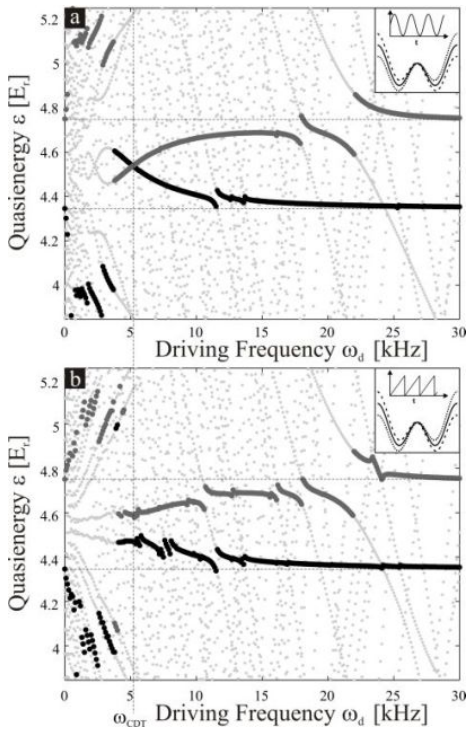 a
5.2
5
4.8
4.6
4.4
4.2
4
Quasienergy ε [Eᵣ]
t
0 5 10 15 20 25 30
Driving Frequency ω_d [kHz]
b
5.2
5
4.8
4.6
4.4
4.2
4
Quasienergy ε [Eᵣ]
t
0 5 10 15 20 25 30
ω_CDT Driving Frequency ω_d [kHz]